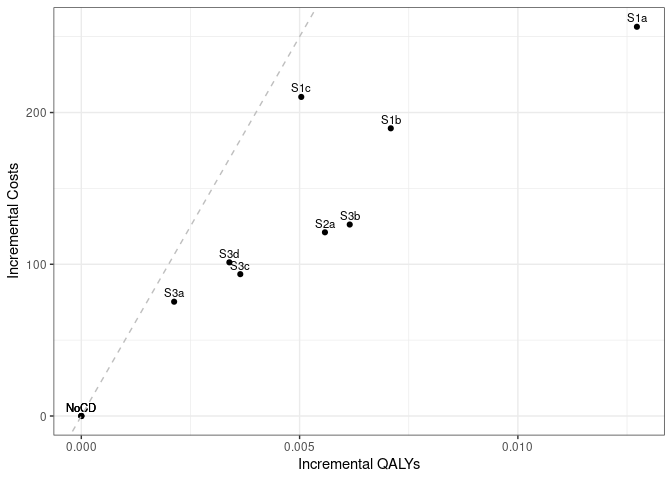 S1a
S1c
200
S1b
S3b
S2a
S3d
100
S3c
S3a
NoCD
0
0.000
0.005
0.010
Incremental QALYs
Incremental Costs